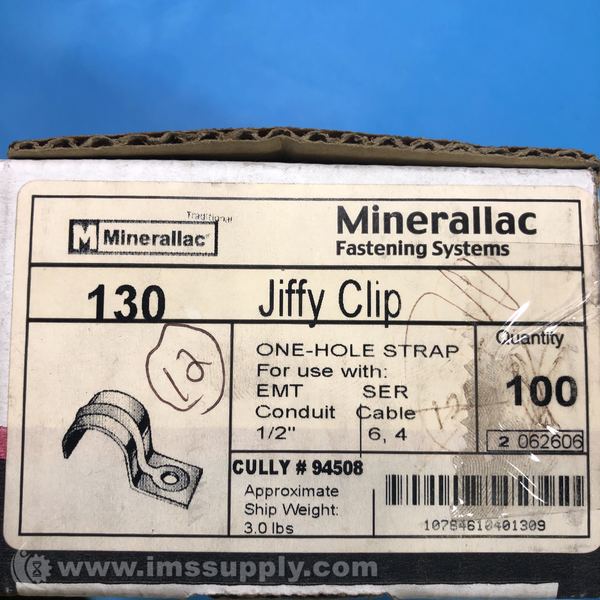 Traditional
M Minerallac
Minerallac
Fastening Systems
130
Jiffy Clip
12
ONE-HOLE STRAP
For use with:
EMT SER
Conduit Cable
1/2" 6, 4
Quantity
100
2 062606
CULLY # 94508
Approximate
Ship Weight:
3.0 lbs
10784610401309
www.imssupply.com